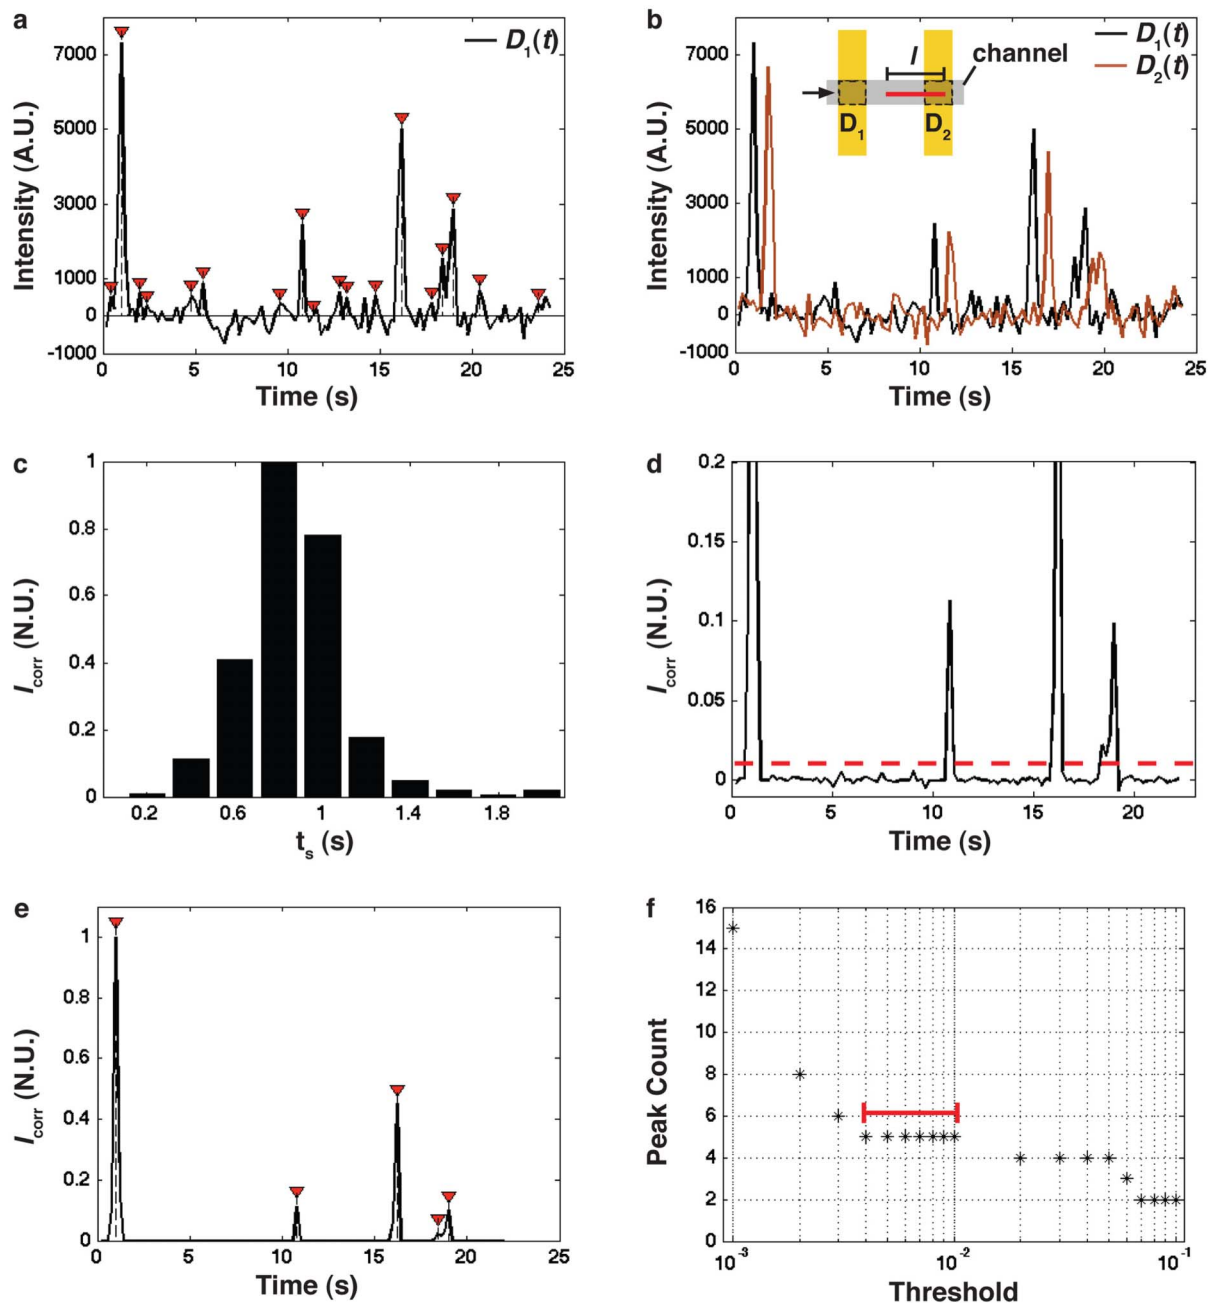 a
D1(t)
7000
5000
3000
1000
0
-1000
Intensity (A.U.)
0 5 10 15 20 25
Time (s)
b
D1(t)
D2(t)
l
channel
D1
D2
7000
5000
3000
1000
0
-1000
Intensity (A.U.)
0 5 10 15 20 25
Time (s)
c
1
0.8
0.6
0.4
0.2
0
Icorr (N.U.)
0.2 0.6 1 1.4 1.8
ts (s)
d
0.2
0.15
0.1
0.05
0
Icorr (N.U.)
0 5 10 15 20
Time (s)
e
1
0.8
0.6
0.4
0.2
0
Icorr (N.U.)
0 5 10 15 20 25
Time (s)
f
16
14
12
10
8
6
4
2
0
Peak Count
10-3 10-2 10-1
Threshold